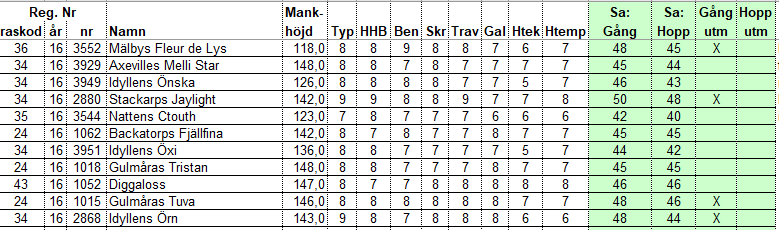 Reg. Nr Mank- Sa: Sa: Gång Hopp
raskod år nr Namn höjd Typ HHB Ben Skr Trav Gal Htek Htemp Gång Hopp utm utm
36 16 3552 Mälbys Fleur de Lys 118,0 8 8 9 8 8 7 6 7 48 45 X
34 16 3929 Axevilles Melli Star 148,0 8 8 7 8 7 7 7 7 45 44
34 16 3949 Idyllens Önska 126,0 8 8 8 8 7 7 5 7 46 43
34 16 2880 Stackarps Jaylight 142,0 9 9 8 8 9 7 7 8 50 48 X
35 16 3544 Nattens Ctouth 123,0 7 8 7 7 7 6 6 6 42 40
24 16 1062 Backatorps Fjällfina 142,0 8 7 8 7 8 7 7 8 45 45
34 16 3951 Idyllens Öxi 136,0 8 8 7 7 7 7 5 7 44 42
24 16 1018 Gulmåras Tristan 148,0 8 8 7 7 7 8 7 8 45 45
43 16 1052 Diggaloss 147,0 8 7 7 8 8 8 8 8 46 46
24 16 1015 Gulmåras Tuva 146,0 8 8 8 8 8 8 7 7 48 46 X
34 16 2868 Idyllens Örn 143,0 9 8 7 8 8 8 6 6 48 44 X